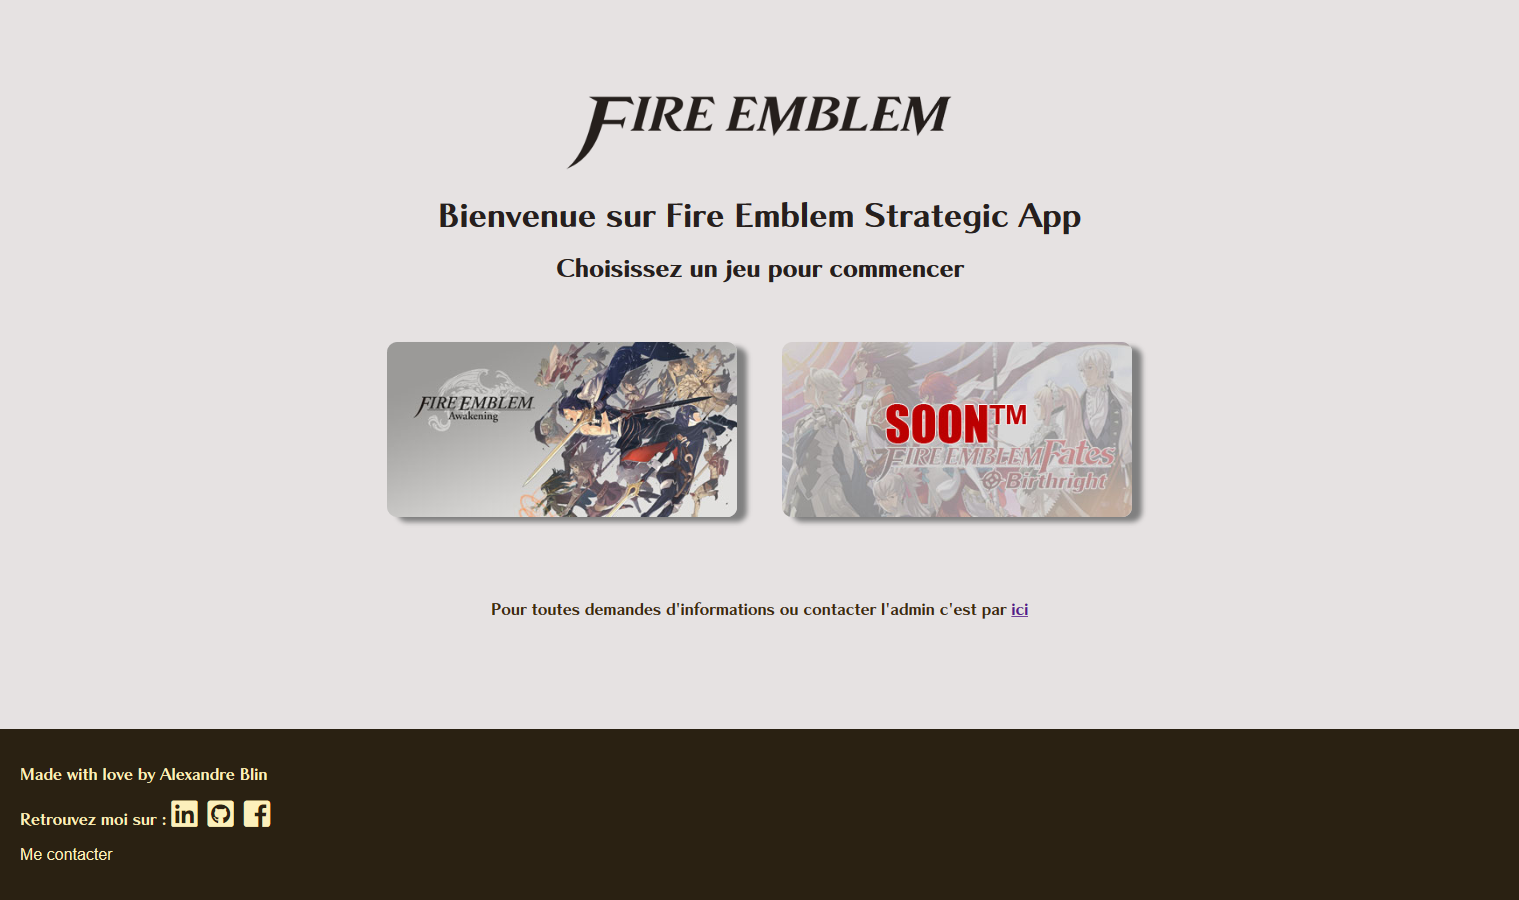 FIRE EMBLEM
Bienvenue sur Fire Emblem Strategic App
Choisissez un jeu pour commencer
FIRE EMBLEM
Awakening
SOON™
FIRE EMBLEM Fates
Birthright
Pour toutes demandes d'informations ou contacter l'admin c'est par ici
Made with love by Alexandre Blin
Retrouvez moi sur : in
Me contacter